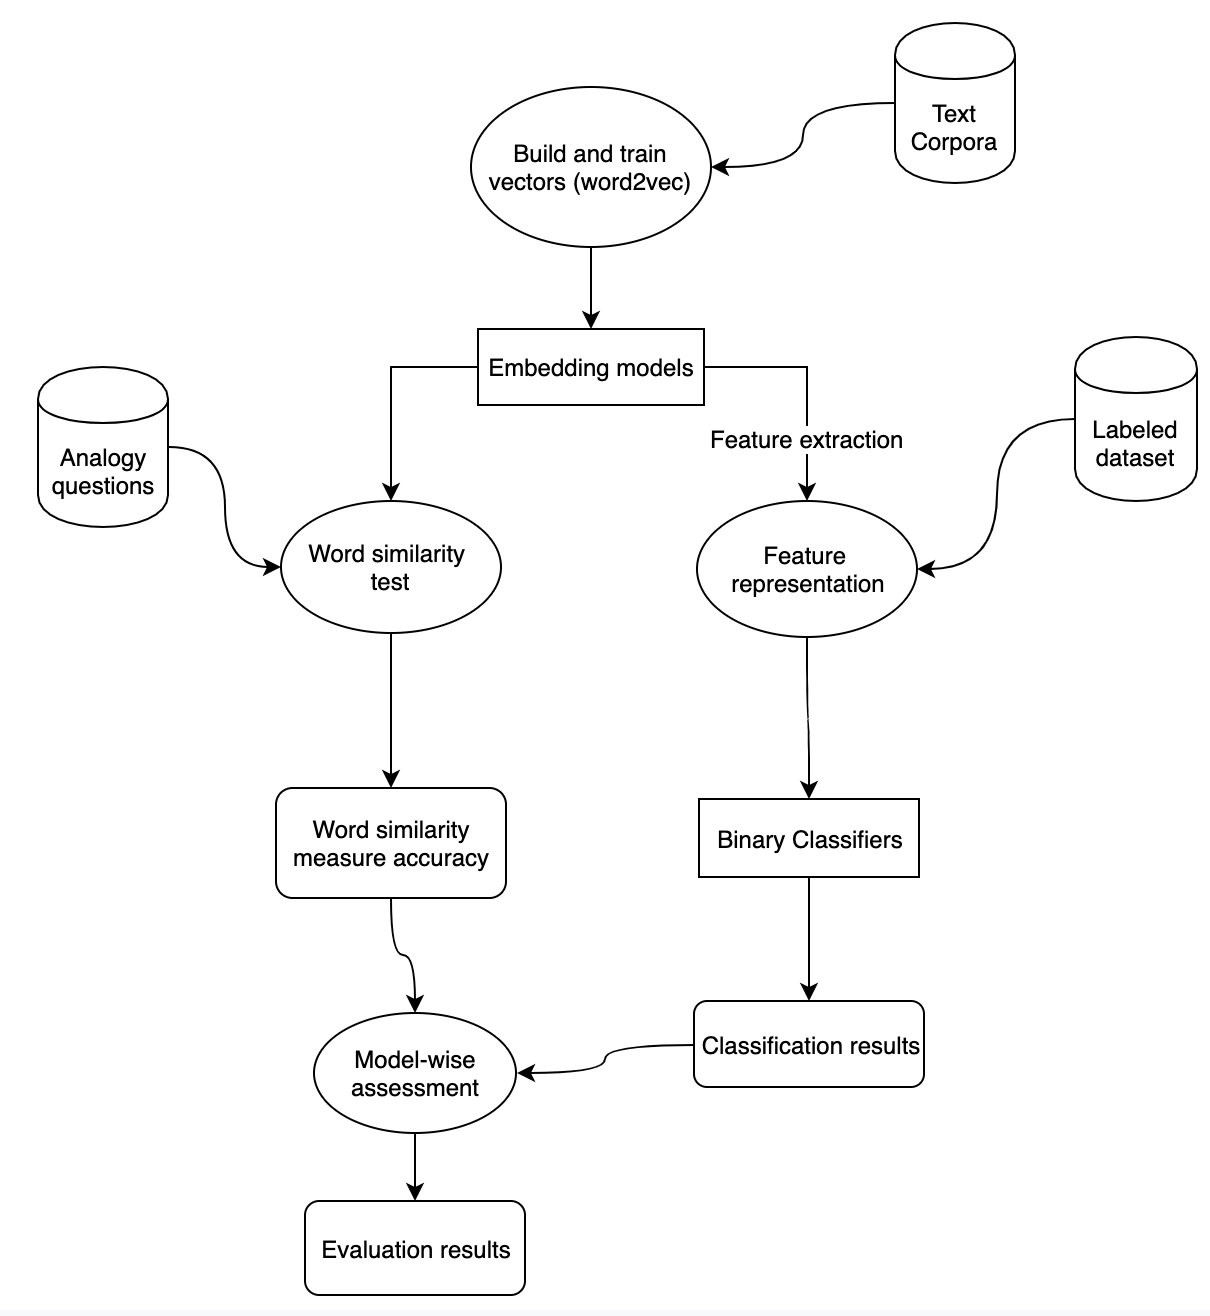 Text
Corpora
Build and train
vectors (word2vec)
Embedding models
Analogy
questions
Feature extraction
Labeled
dataset
Word similarity
test
Feature
representation
Word similarity
measure accuracy
Binary Classifiers
Classification results
Model-wise
assessment
Evaluation results